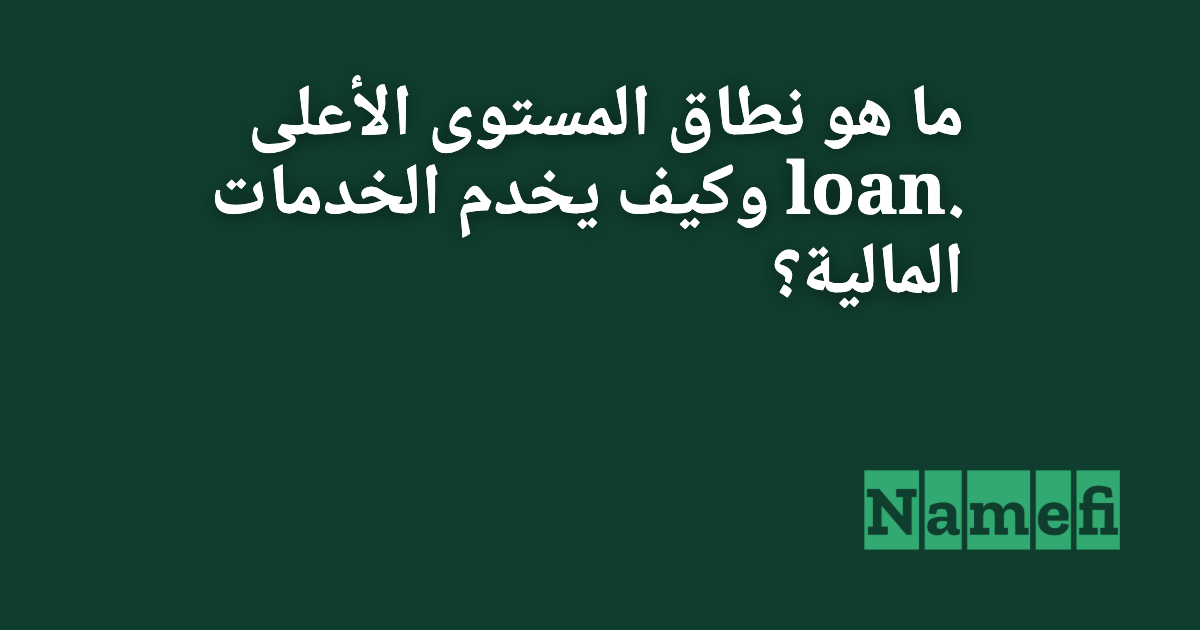 ما هو نطاق المستوى الأعلى
.loan وكيف يخدم الخدمات
المالية؟
Namefi